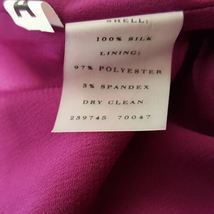 SHELL:
100% SILK
LINING:
97% POLYESTER
3% SPANDEX
DRY CLEAN
239745 70047